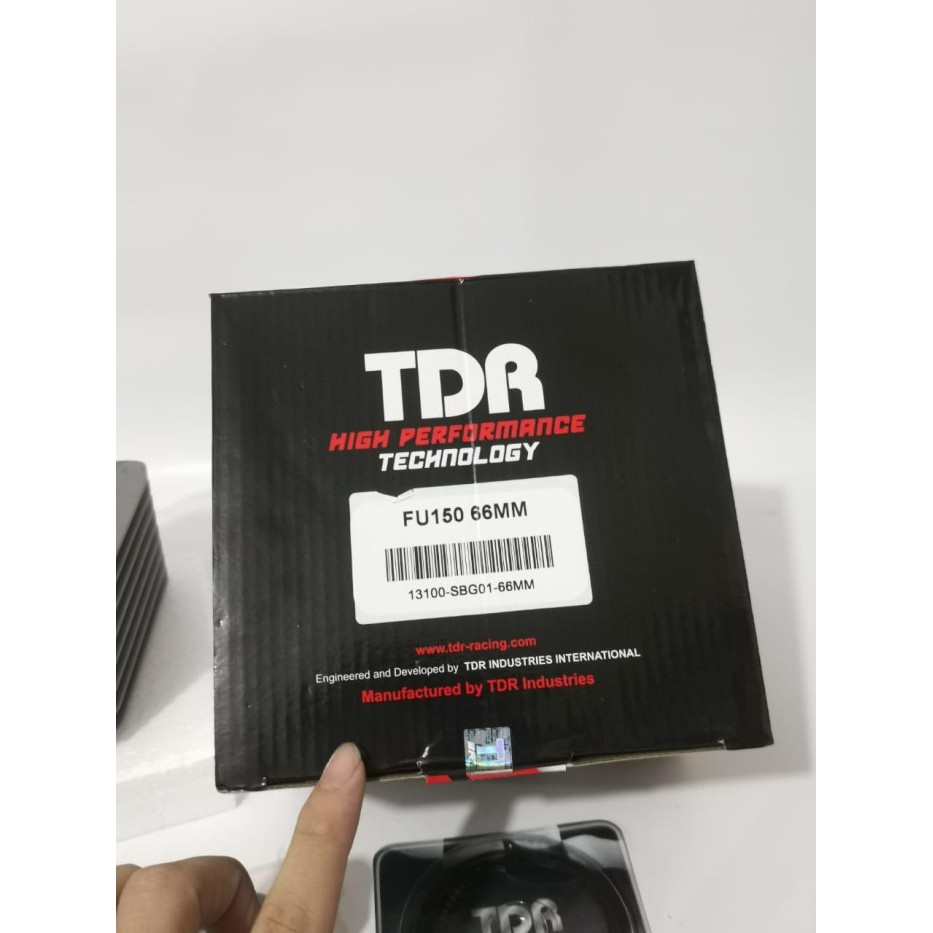 TDR
HIGH PERFORMANCE
TECHNOLOGY
FU150 66MM
13100-SBG01-66MM
www.tdr-racing.com
Engineered and Developed by TDR INDUSTRIES INTERNATIONAL
Manufactured by TDR Industries
TDR